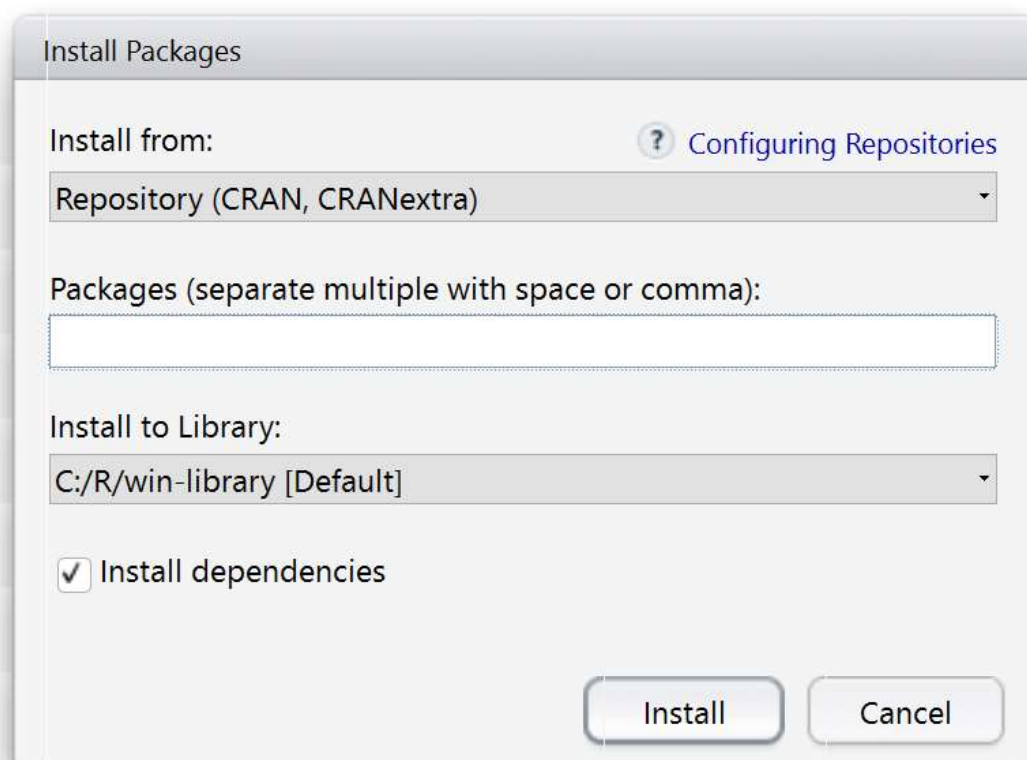 Install Packages
Install from:
? Configuring Repositories
Repository (CRAN, CRANextra)
Packages (separate multiple with space or comma):
Install to Library:
C:/R/win-library [Default]
Install dependencies
Install
Cancel